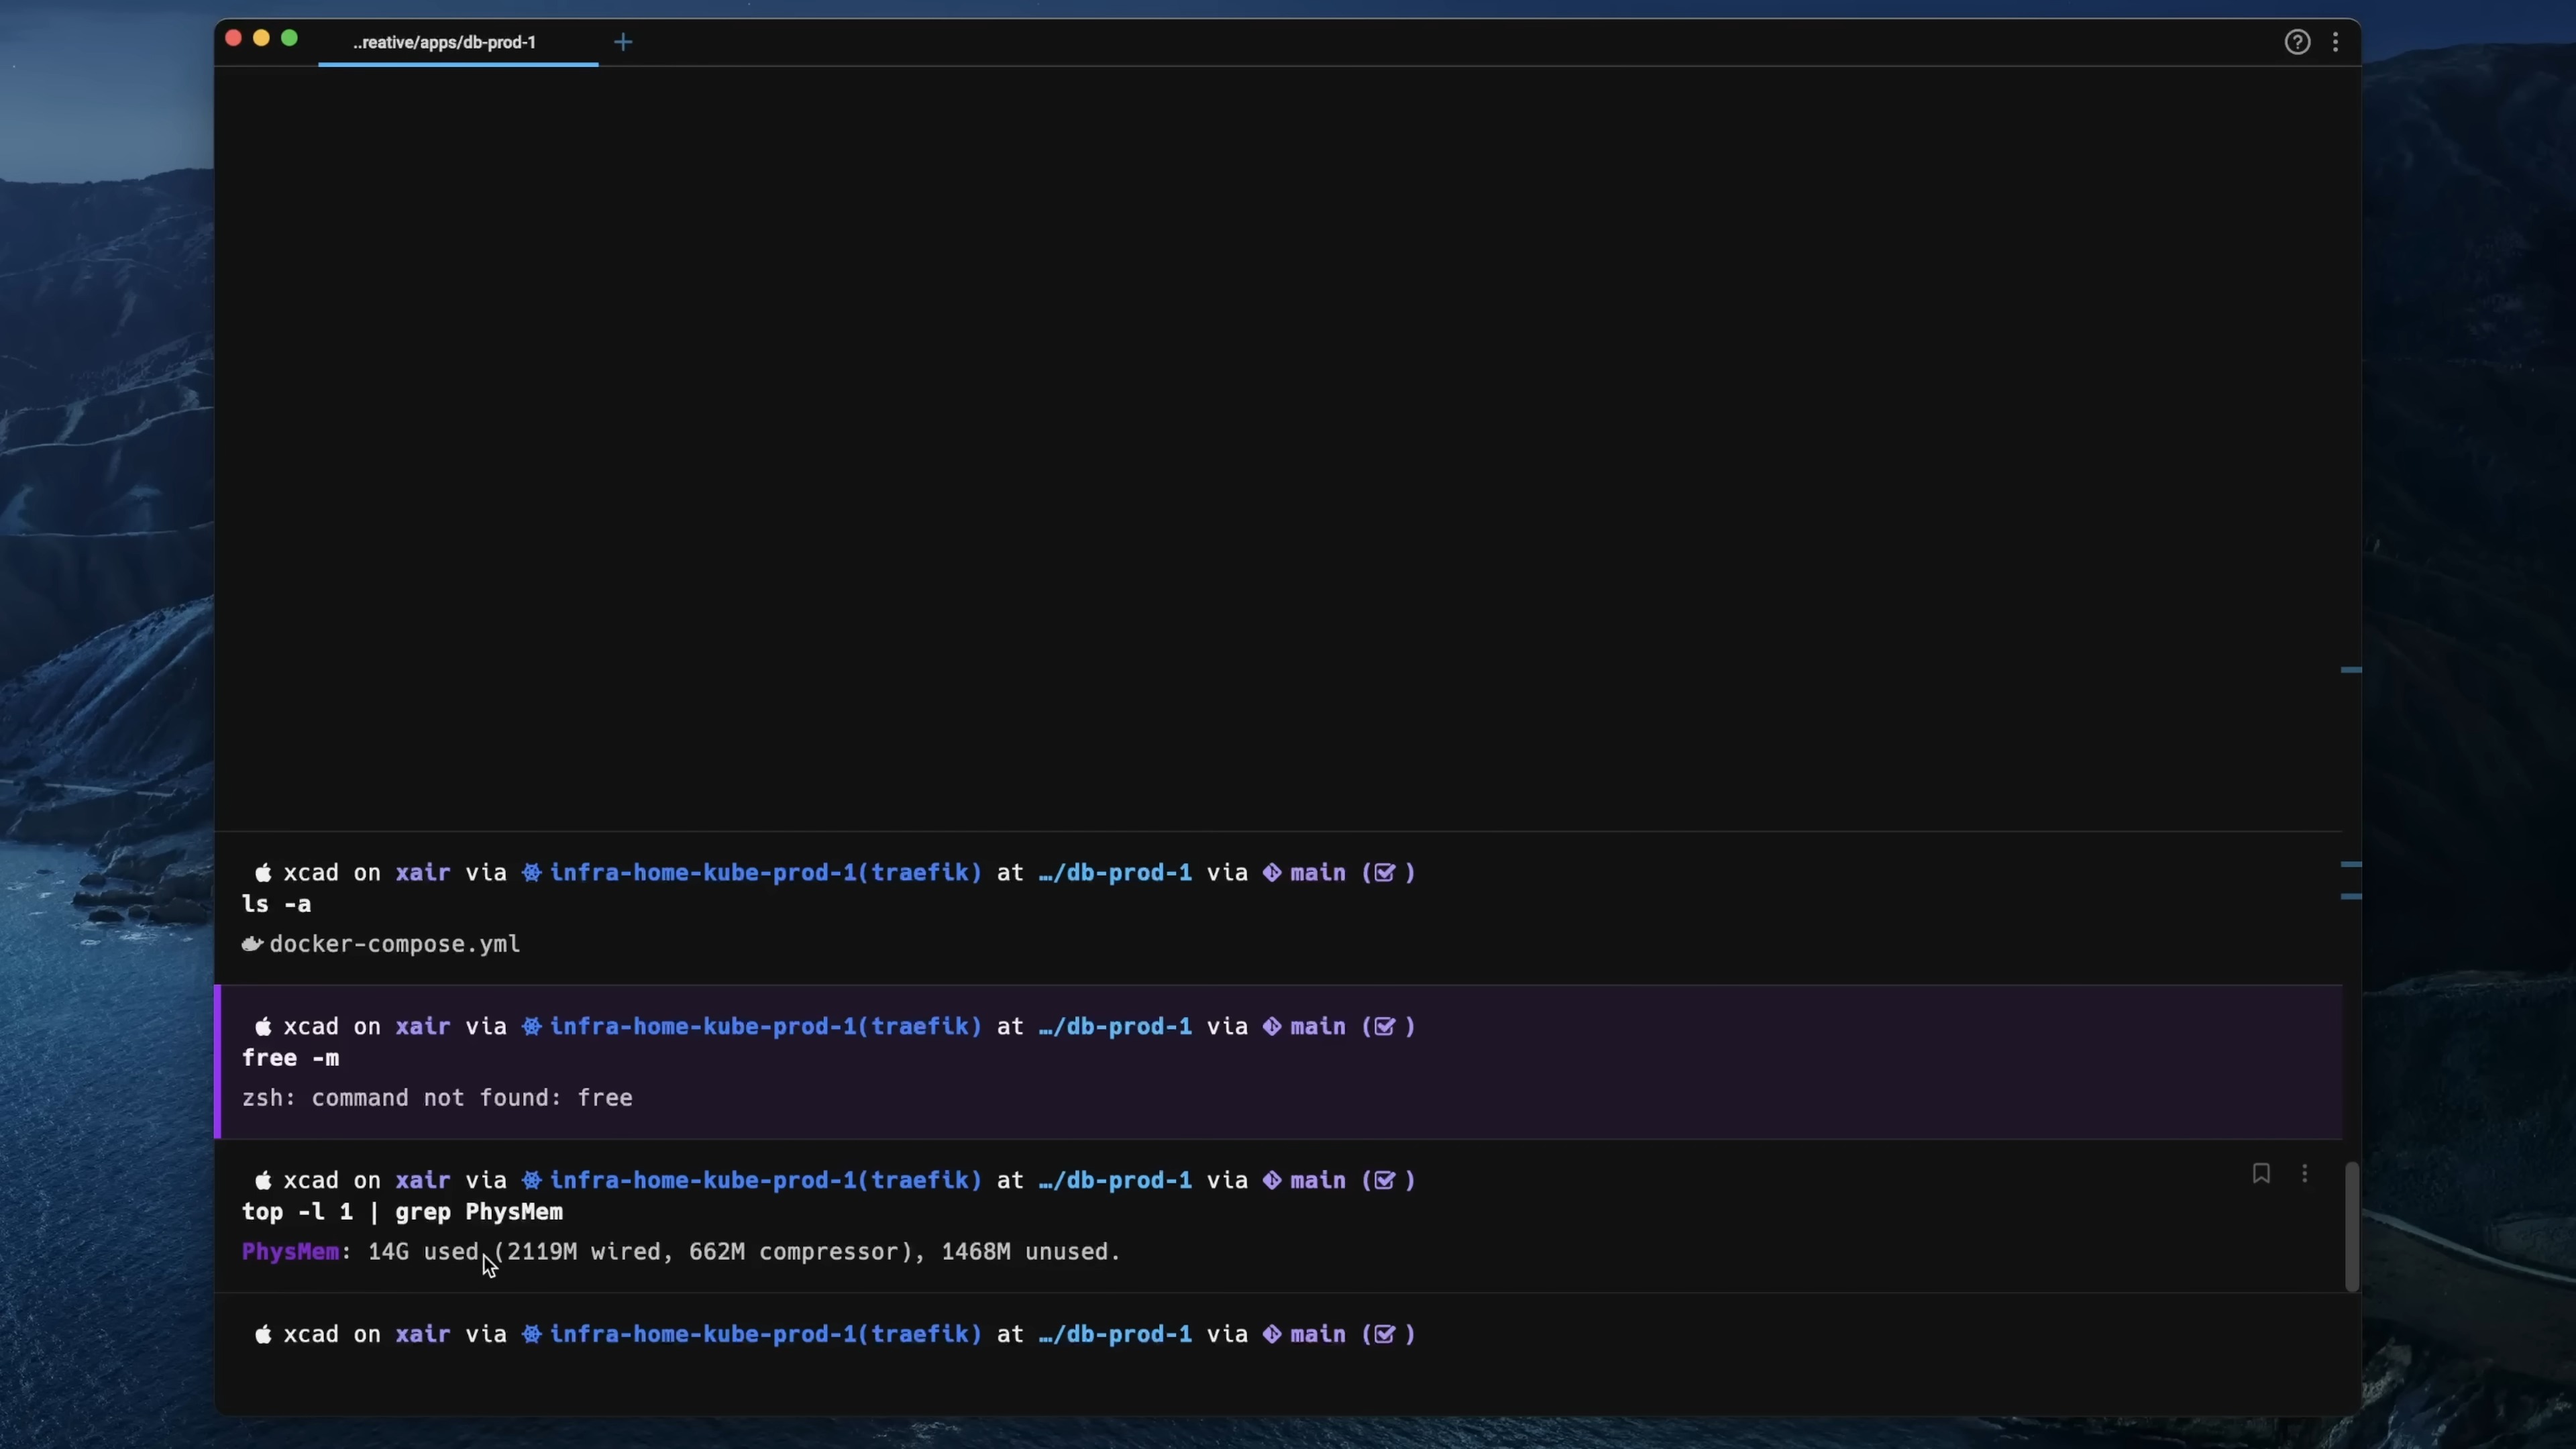 ..reative/apps/db-prod-1
xcad on xair via infra-home-kube-prod-1(traefik) at …/db-prod-1 via main ( )
ls -a
docker-compose.yml
xcad on xair via infra-home-kube-prod-1(traefik) at …/db-prod-1 via main ( )
free -m
zsh: command not found: free
xcad on xair via infra-home-kube-prod-1(traefik) at …/db-prod-1 via main ( )
top -l 1 | grep PhysMem
PhysMem: 14G used (2119M wired, 662M compressor), 1468M unused.
xcad on xair via infra-home-kube-prod-1(traefik) at …/db-prod-1 via main ( )